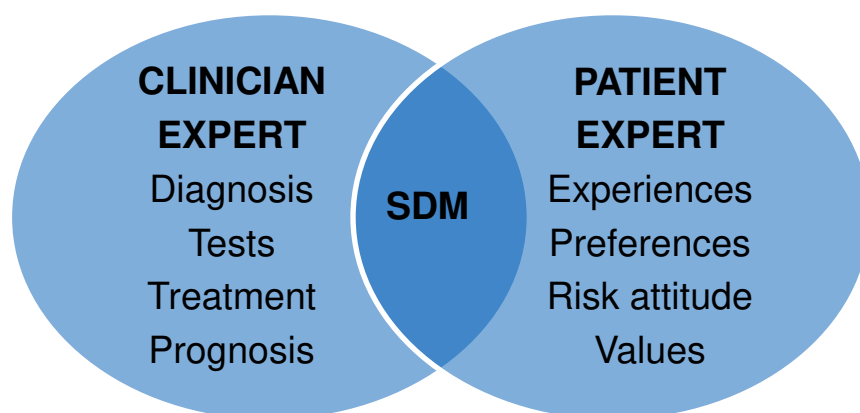 CLINICIAN
EXPERT
Diagnosis
Tests
Treatment
Prognosis
SDM
PATIENT
EXPERT
Experiences
Preferences
Risk attitude
Values